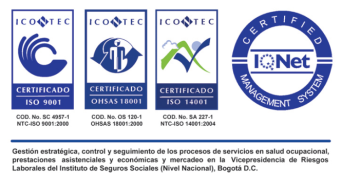 ICONTEC
CERTIFICADO
ISO 9001
COD. No. SC 4957-1
NTC-ISO 9001:2000
ICONTEC
CERTIFICADO
OHSAS 18001
COD. No. OS 120-1
OHSAS 18001:2000
ICONTEC
CERTIFICADO
ISO 14001
COD. No. SA 227-1
NTC-ISO 14001:2004
CERTIFIED
IQNet
MANAGEMENT SYSTEM
Gestión estratégica, control y seguimiento de los procesos de servicios en salud ocupacional,
prestaciones asistenciales y económicas y mercadeo en la Vicepresidencia de Riesgos
Laborales del Instituto de Seguros Sociales (Nivel Nacional), Bogotá D.C.